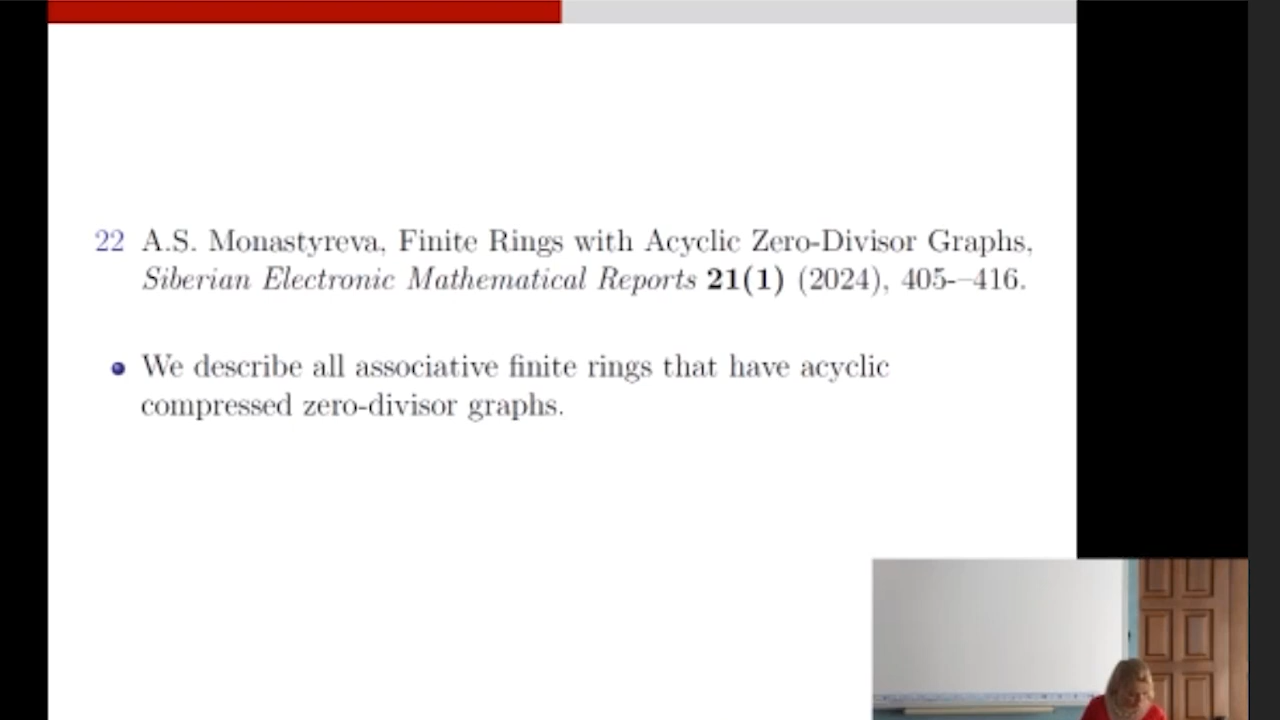 22 A.S. Monastyreva, Finite Rings with Acyclic Zero-Divisor Graphs,
Siberian Electronic Mathematical Reports 21(1) (2024), 405-–416.
• We describe all associative finite rings that have acyclic
compressed zero-divisor graphs.